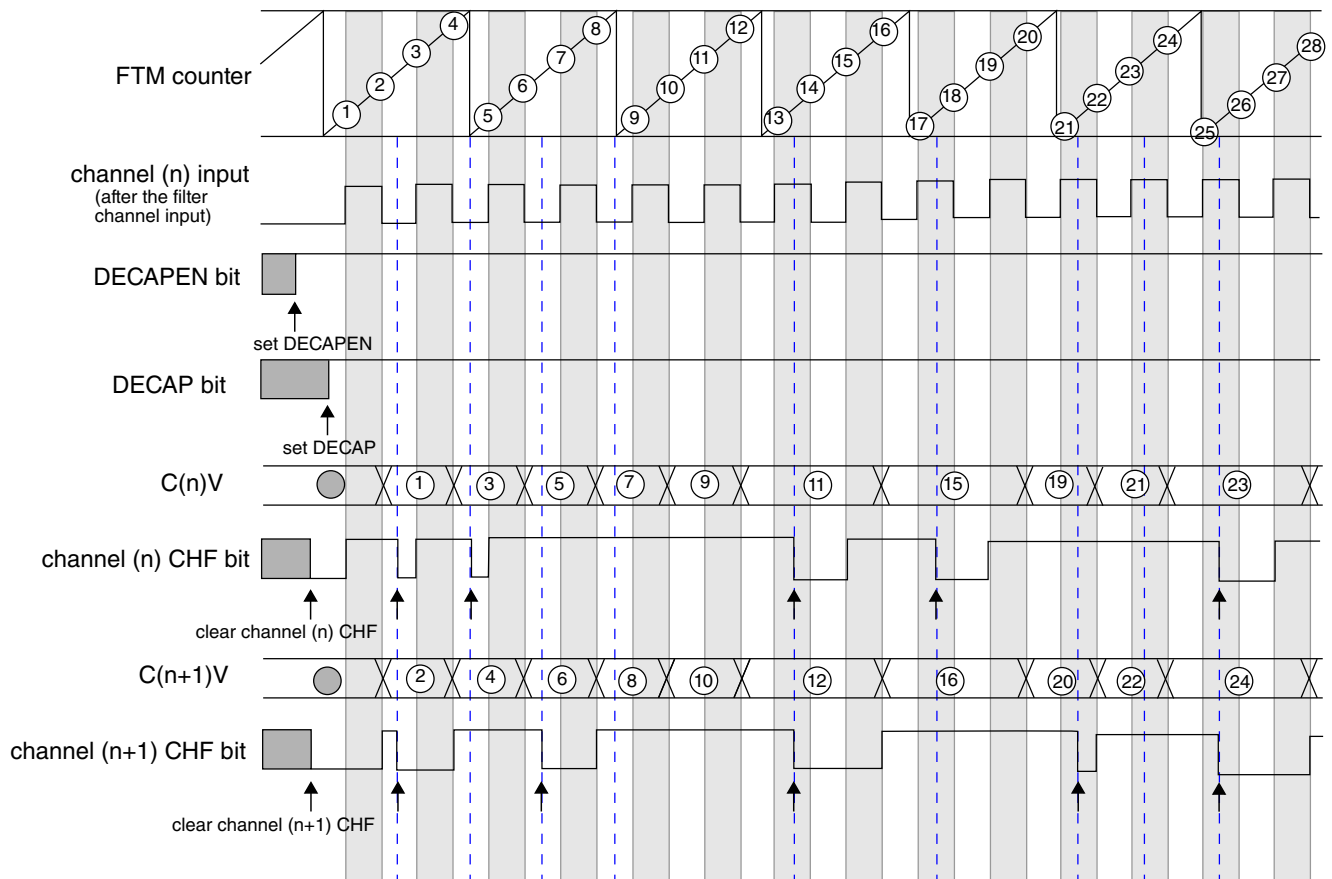 FTM counter
1 2 3 4 5 6 7 8 9 10 11 12 13 14 15 16 17 18 19 20 21 22 23 24 25 26 27 28
channel (n) input
(after the filter
channel input)
DECAPEN bit
set DECAPEN
DECAP bit
set DECAP
C(n)V
1 3 5 7 9 11 15 19 21 23
channel (n) CHF bit
clear channel (n) CHF
C(n+1)V
2 4 6 8 10 12 16 20 22 24
channel (n+1) CHF bit
clear channel (n+1) CHF